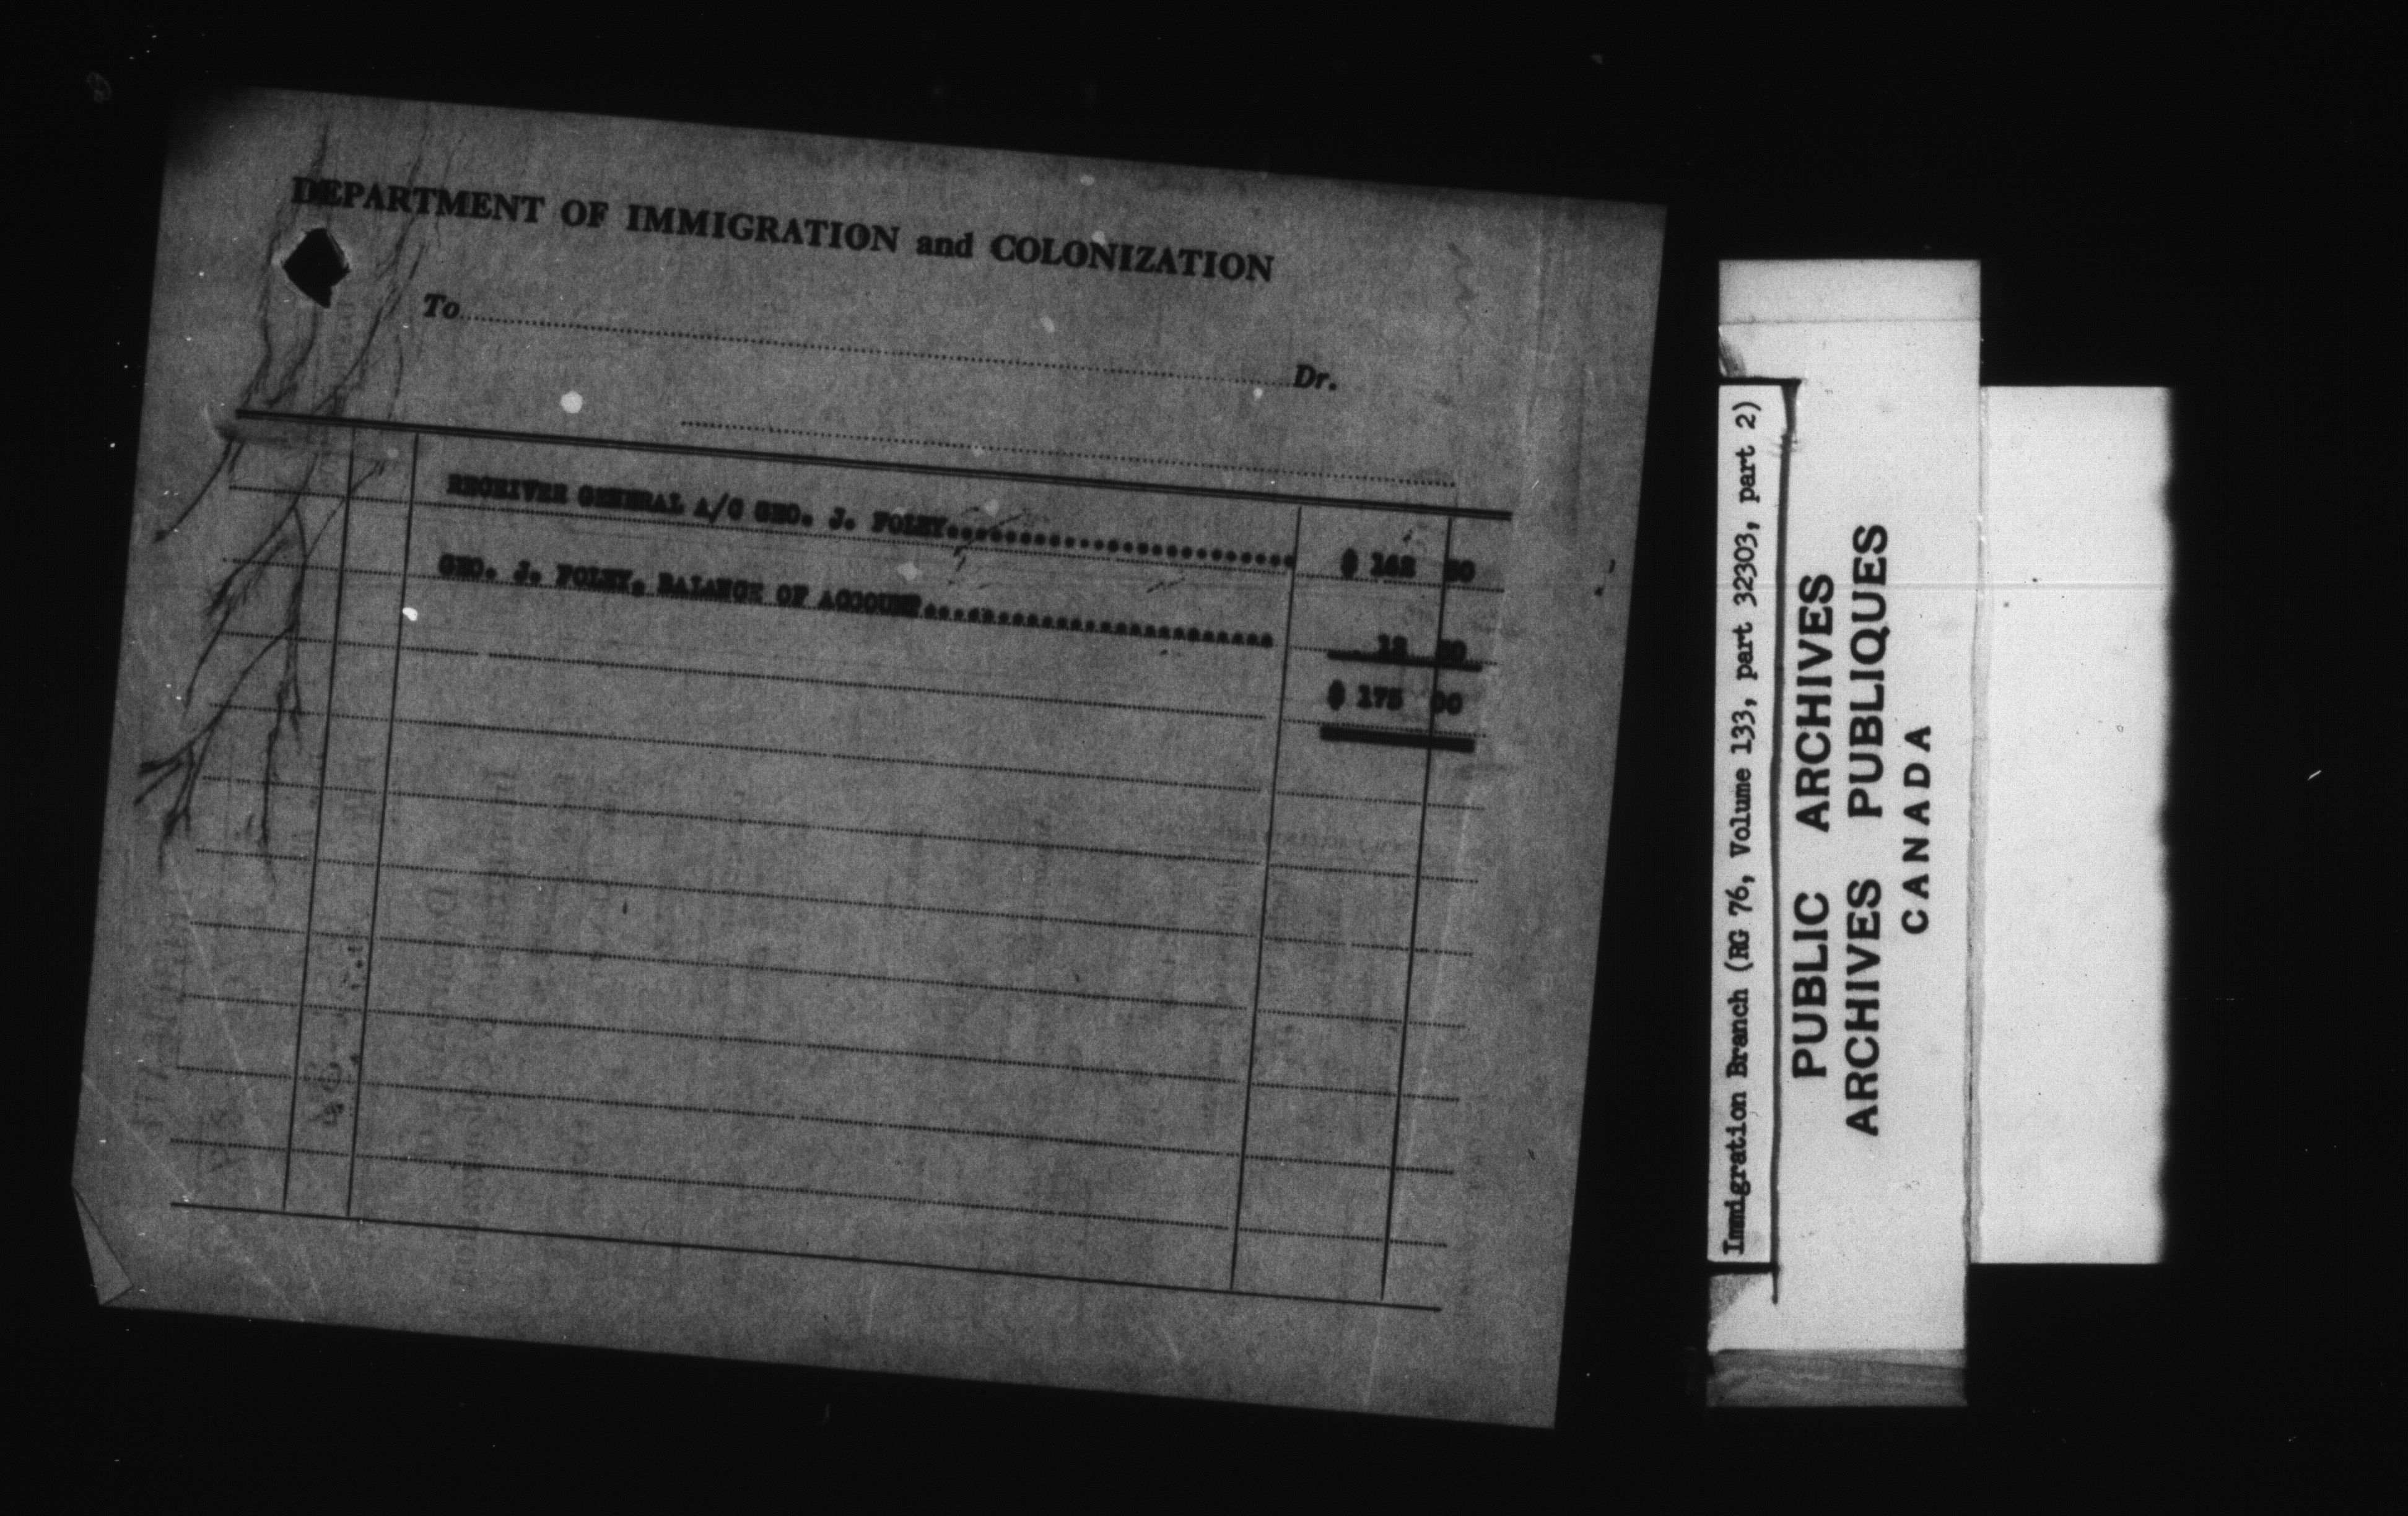 DEPARTMENT OF IMMIGRATION and COLONIZATION
To..........Dr.
RECEIVER GENERAL A/C GEO. J. FOLEY.......................... $ 162 50
GEO. J. FOLEY, BALANCE OF ACCOUNT.......................... 12 50
$ 175 00
Immigration Branch (RG 76, Volume 133, part 32303, part 2)
PUBLIC ARCHIVES
ARCHIVES PUBLIQUES
CANADA